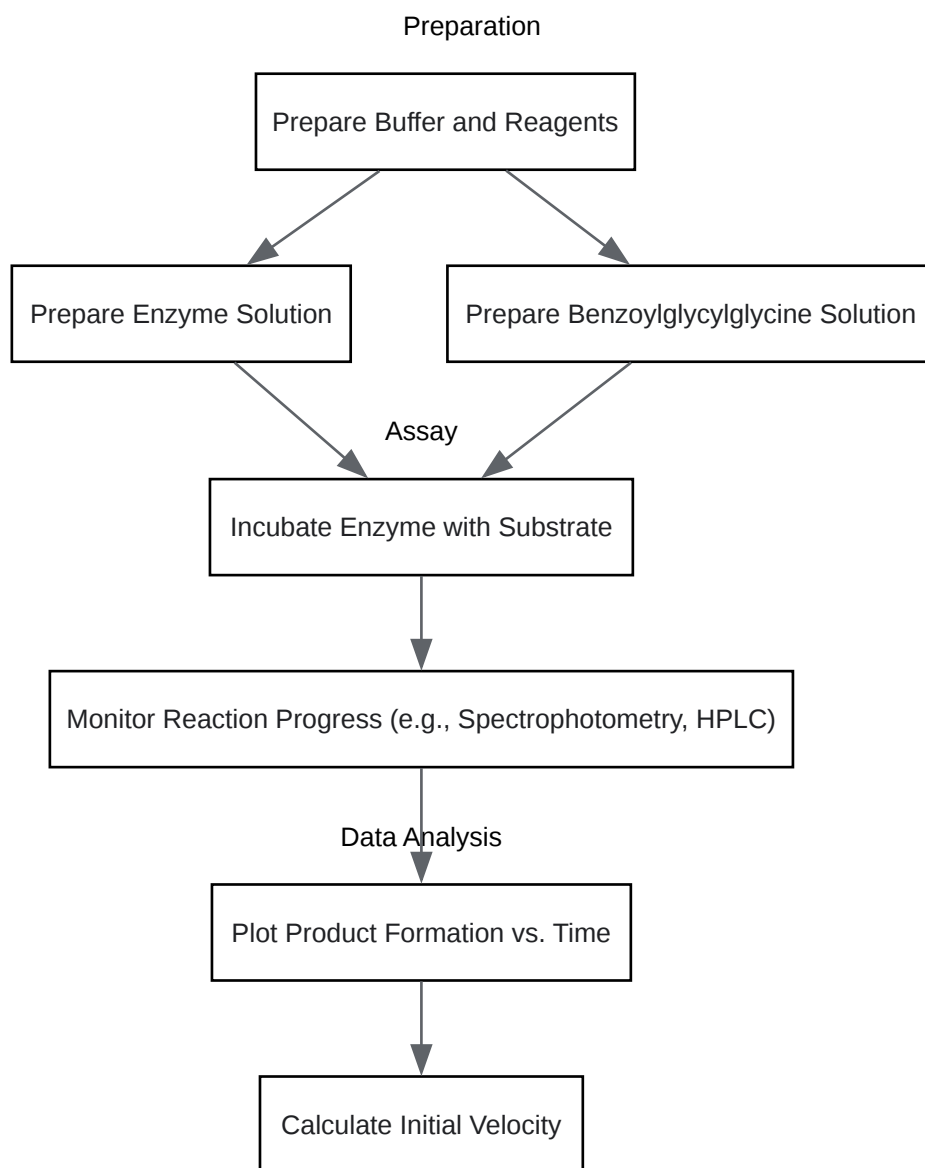 Preparation
Prepare Buffer and Reagents
Prepare Enzyme Solution
Prepare Benzoylglycylglycine Solution
Assay
Incubate Enzyme with Substrate
Monitor Reaction Progress (e.g., Spectrophotometry, HPLC)
Data Analysis
Plot Product Formation vs. Time
Calculate Initial Velocity